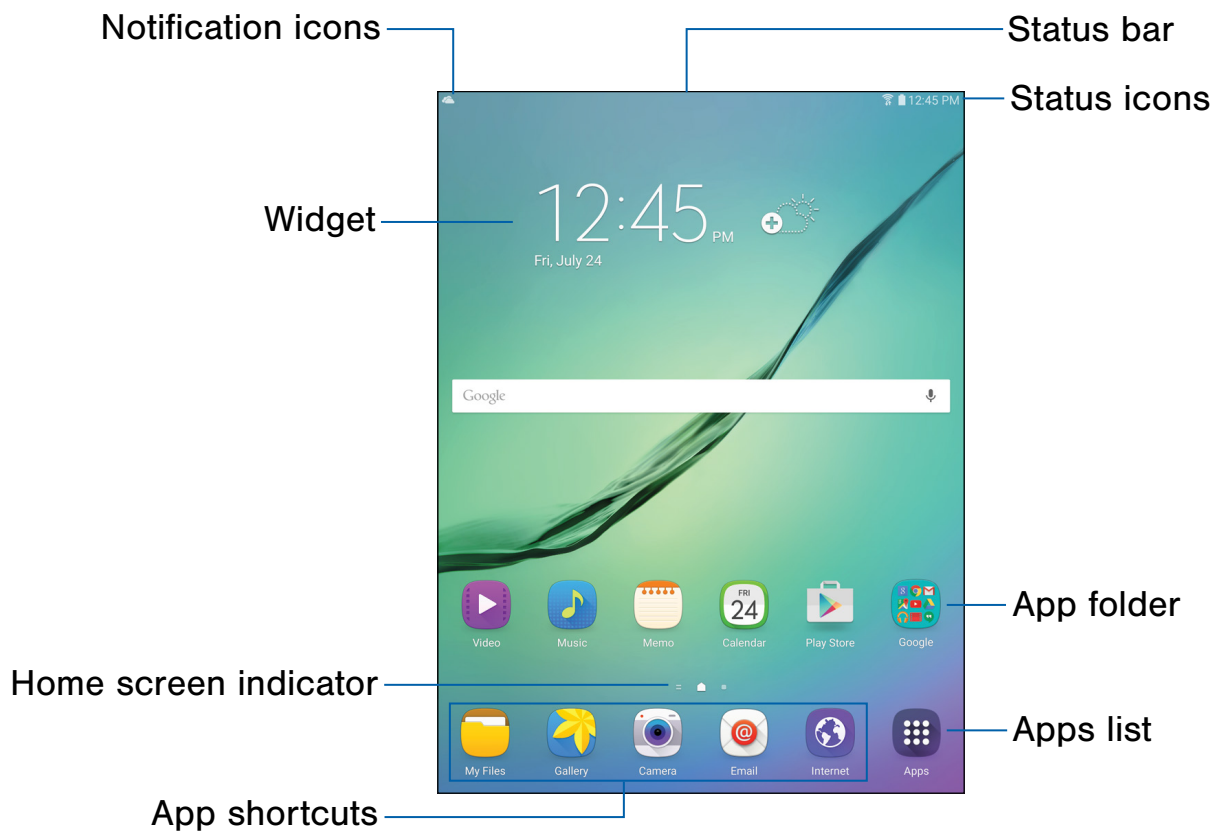 Notification icons
Status bar
12:45 PM
Status icons
Widget
12:45 PM
Fri, July 24
Google
FRI
24
Video
Music
Memo
Calendar
Play Store
Google
App folder
Home screen indicator
@
My Files
Gallery
Camera
Email
Internet
Apps
Apps list
App shortcuts